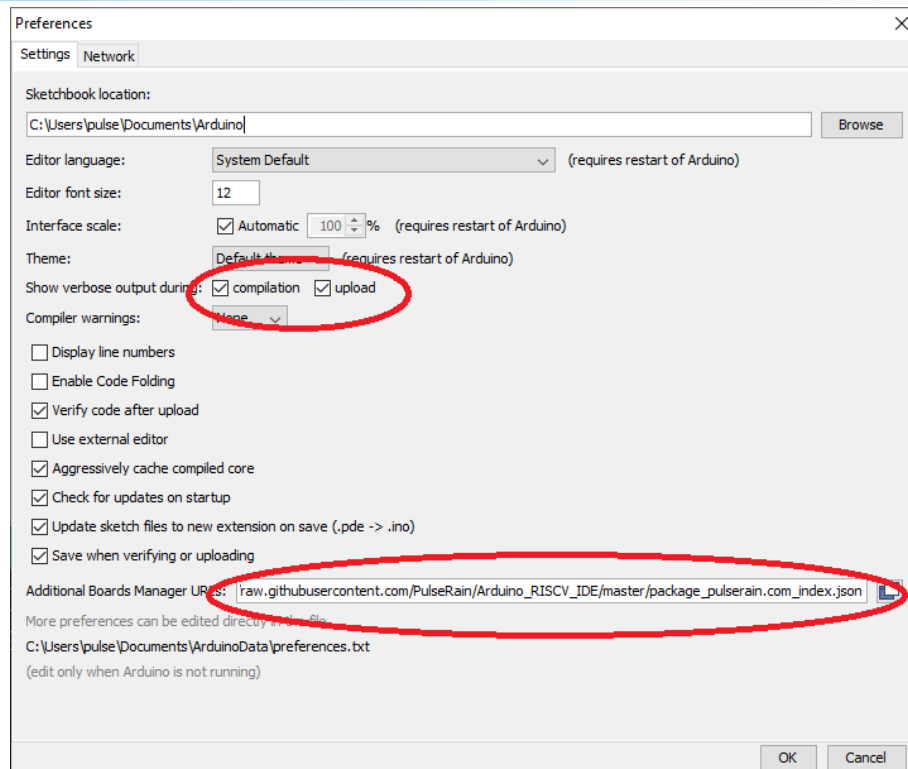 Preferences
Settings Network
Sketchbook location:
C:\Users\pulse\Documents\Arduino
Browse
Editor language: System Default (requires restart of Arduino)
Editor font size: 12
Interface scale: Automatic 100 % (requires restart of Arduino)
Theme: Default theme (requires restart of Arduino)
Show verbose output during: compilation upload
Compiler warnings: None
Display line numbers
Enable Code Folding
Verify code after upload
Use external editor
Aggressively cache compiled core
Check for updates on startup
Update sketch files to new extension on save (.pde -> .ino)
Save when verifying or uploading
Additional Boards Manager URLs: raw.githubusercontent.com/PulseRain/Arduino_RISCV_IDE/master/package_pulserain.com_index.json
More preferences can be edited directly in the file
C:\Users\pulse\Documents\ArduinoData\preferences.txt
(edit only when Arduino is not running)
OK Cancel